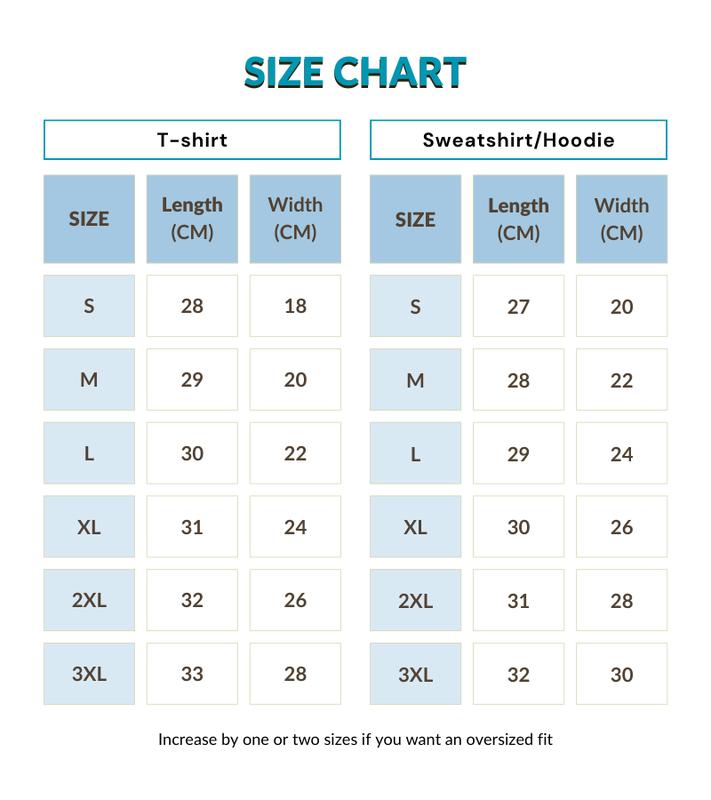 SIZE CHART
T-shirt
SIZE Length (CM) Width (CM)
S 28 18
M 29 20
L 30 22
XL 31 24
2XL 32 26
3XL 33 28
Sweatshirt/Hoodie
SIZE Length (CM) Width (CM)
S 27 20
M 28 22
L 29 24
XL 30 26
2XL 31 28
3XL 32 30
Increase by one or two sizes if you want an oversized fit